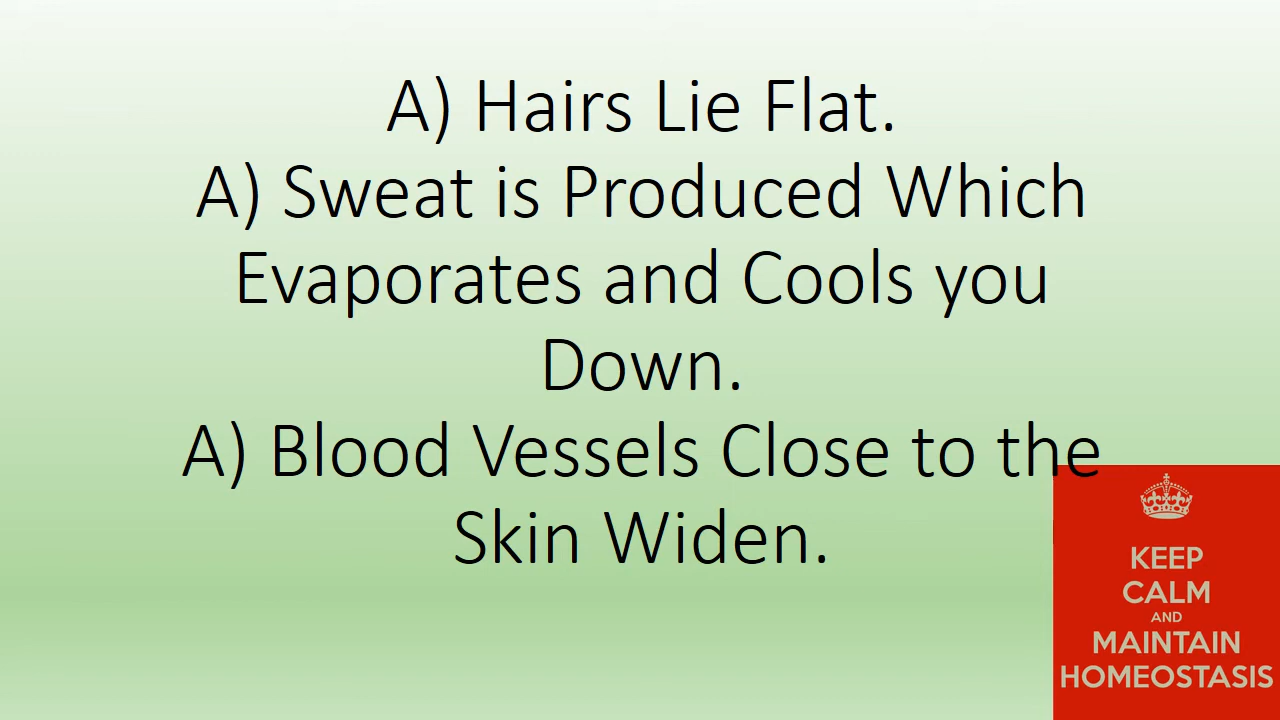 A) Hairs Lie Flat.
A) Sweat is Produced Which
Evaporates and Cools you
Down.
A) Blood Vessels Close to the
Skin Widen.
KEEP
CALM
AND
MAINTAIN
HOMEOSTASIS